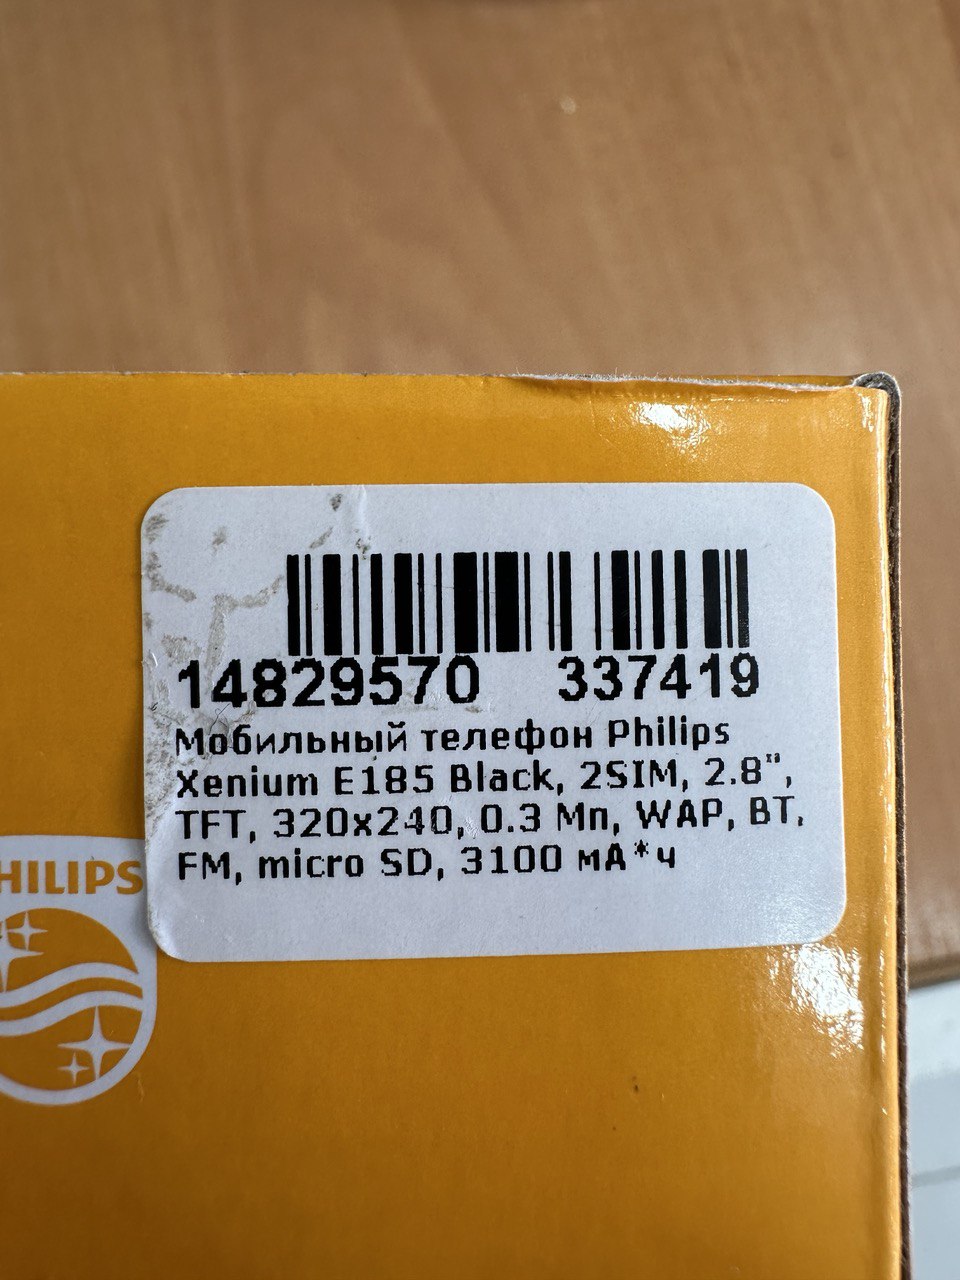 14829570 337419
Мобильный телефон Philips
Xenium E185 Black, 2SIM, 2.8",
TFT, 320x240, 0.3 Мп, WAP, BT,
FM, micro SD, 3100 мА*ч
HILIPS